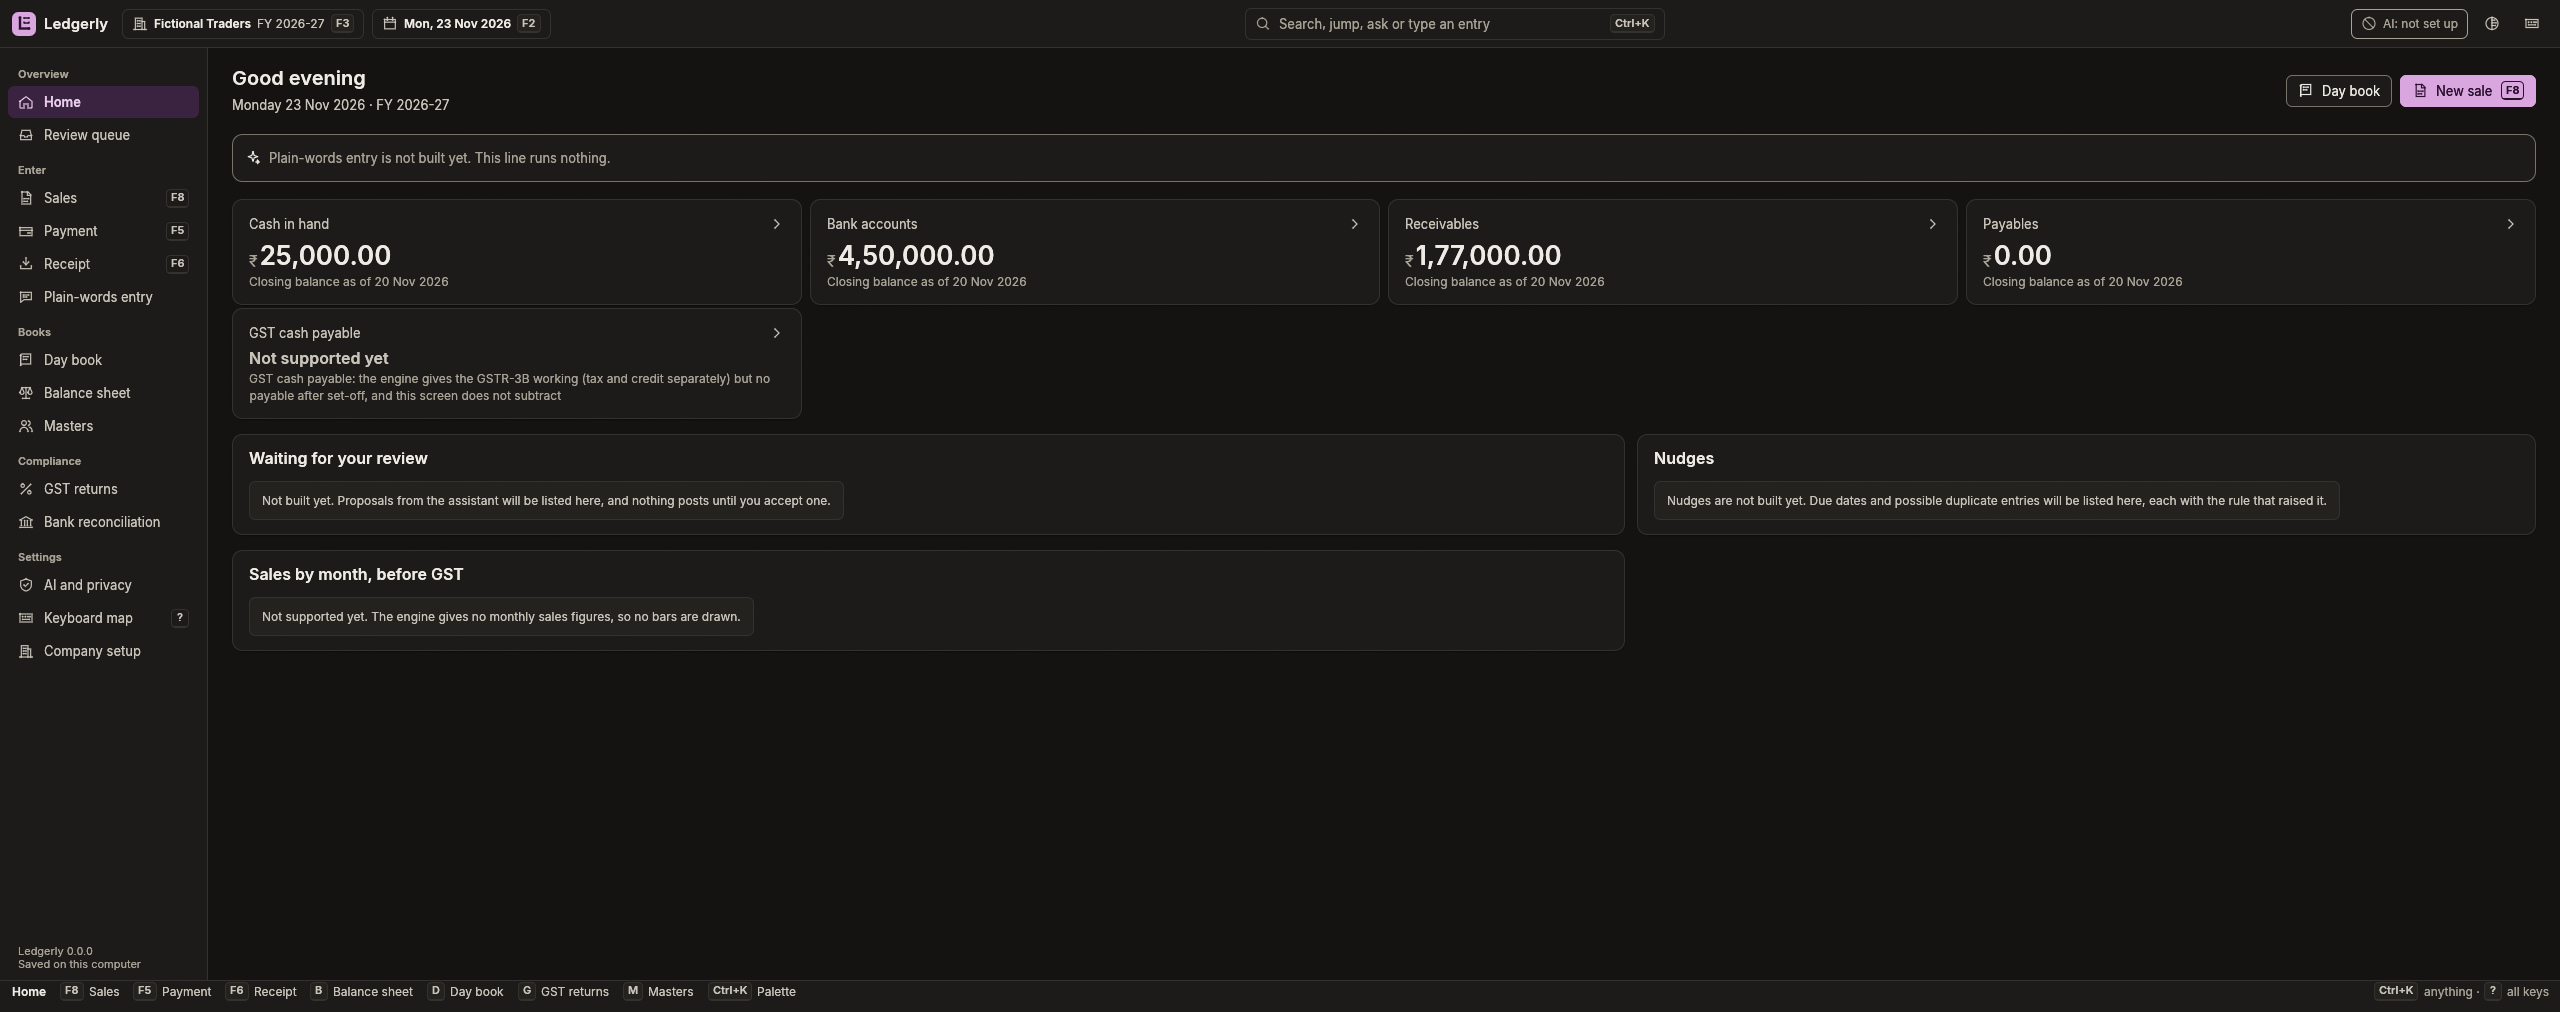 Ledgerly
Fictional Traders FY 2026-27 F3
Mon, 23 Nov 2026 F2
Search, jump, ask or type an entry Ctrl+K
AI: not set up
Overview
Home
Review queue
Enter
Sales F8
Payment F5
Receipt F6
Plain-words entry
Books
Day book
Balance sheet
Masters
Compliance
GST returns
Bank reconciliation
Settings
AI and privacy
Keyboard map ?
Company setup
Ledgerly 0.0.0
Saved on this computer
Good evening
Monday 23 Nov 2026 · FY 2026-27
Day book
New sale F8
Plain-words entry is not built yet. This line runs nothing.
Cash in hand
₹25,000.00
Closing balance as of 20 Nov 2026
Bank accounts
₹4,50,000.00
Closing balance as of 20 Nov 2026
Receivables
₹1,77,000.00
Closing balance as of 20 Nov 2026
Payables
₹0.00
Closing balance as of 20 Nov 2026
GST cash payable
Not supported yet
GST cash payable: the engine gives the GSTR-3B working (tax and credit separately) but no
payable after set-off, and this screen does not subtract
Waiting for your review
Not built yet. Proposals from the assistant will be listed here, and nothing posts until you accept one.
Nudges
Nudges are not built yet. Due dates and possible duplicate entries will be listed here, each with the rule that raised it.
Sales by month, before GST
Not supported yet. The engine gives no monthly sales figures, so no bars are drawn.
Home F8 Sales F5 Payment F6 Receipt B Balance sheet D Day book G GST returns M Masters Ctrl+K Palette
Ctrl+K anything · ? all keys